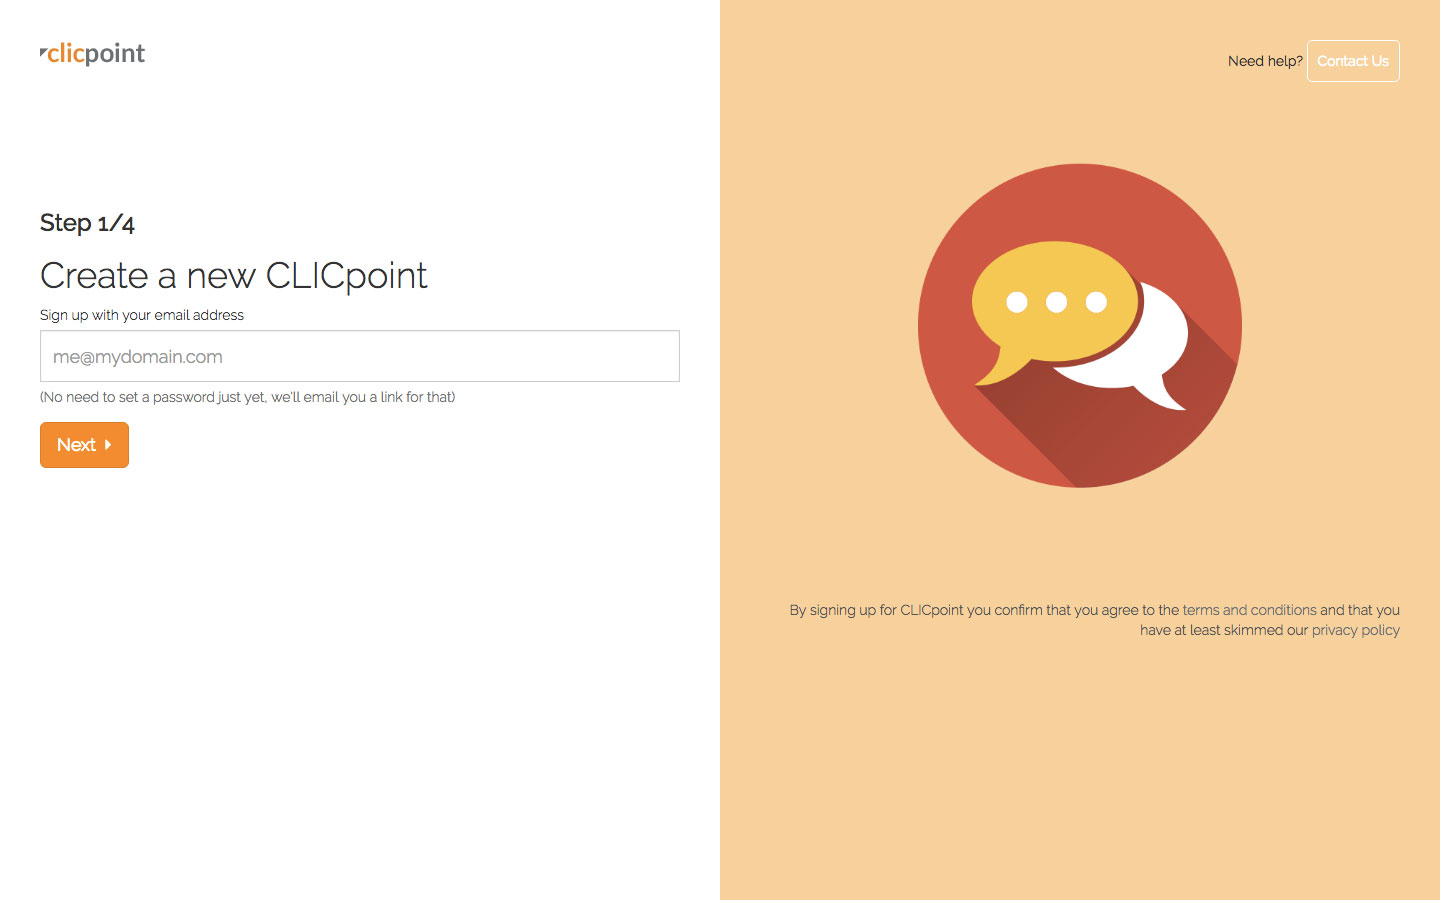 clicpoint
Need help? Contact Us
Step 1/4
Create a new CLICpoint
Sign up with your email address
me@mydomain.com
(No need to set a password just yet, we'll email you a link for that)
Next
By signing up for CLICpoint you confirm that you agree to the terms and conditions and that you
have at least skimmed our privacy policy